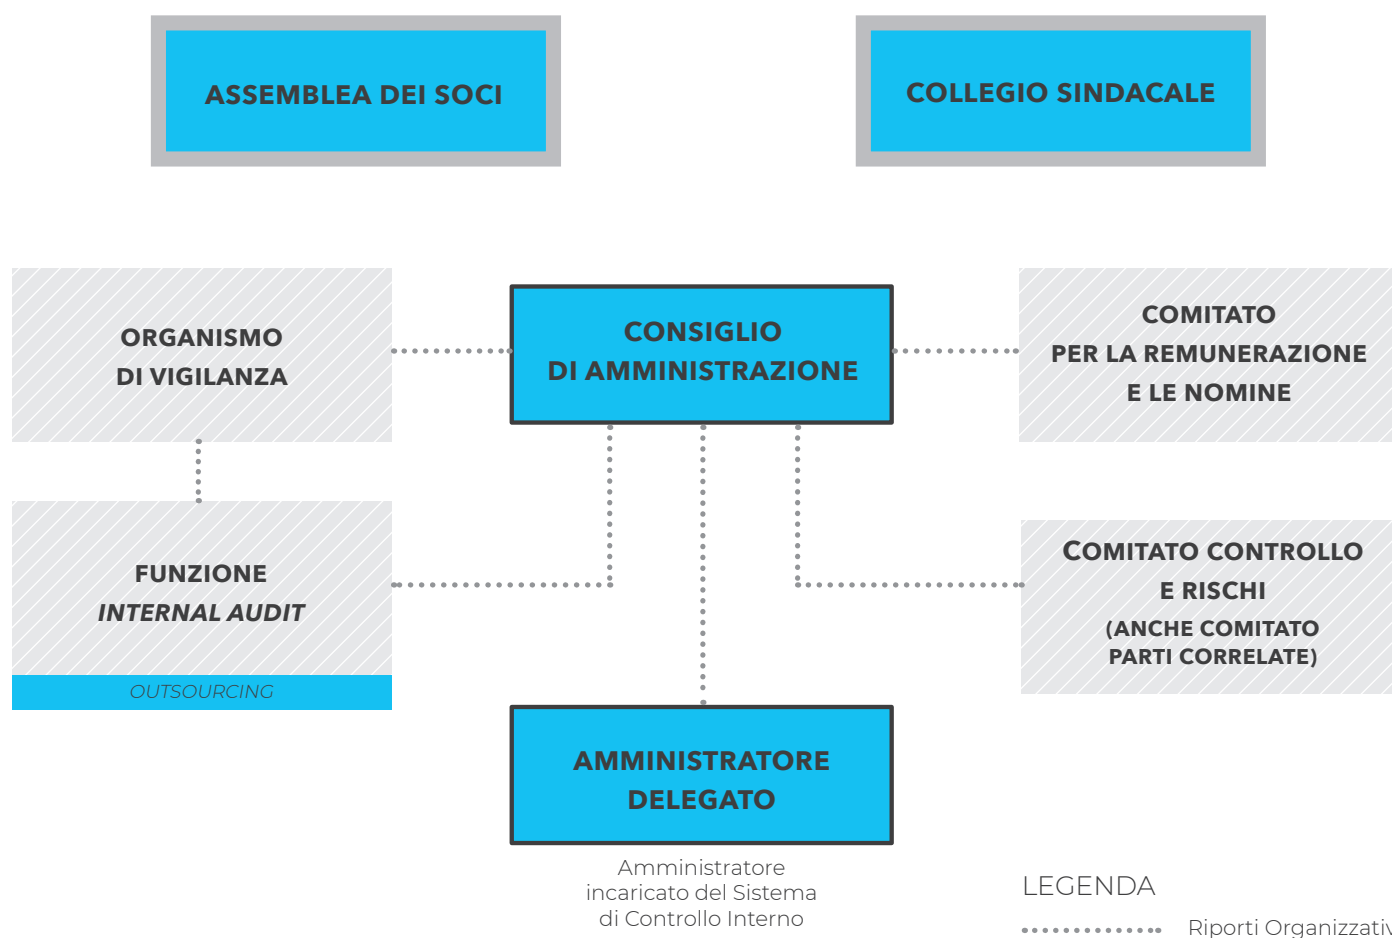 ASSEMBLEA DEI SOCI
COLLEGIO SINDACALE
ORGANISMO
DI VIGILANZA
CONSIGLIO
DI AMMINISTRAZIONE
COMITATO
PER LA REMUNERAZIONE
E LE NOMINE
FUNZIONE
INTERNAL AUDIT
OUTSOURCING
COMITATO CONTROLLO
E RISCHI
(ANCHE COMITATO
PARTI CORRELATE)
AMMINISTRATORE
DELEGATO
Amministratore
incaricato del Sistema
di Controllo Interno
LEGENDA
Riporti Organizzativ